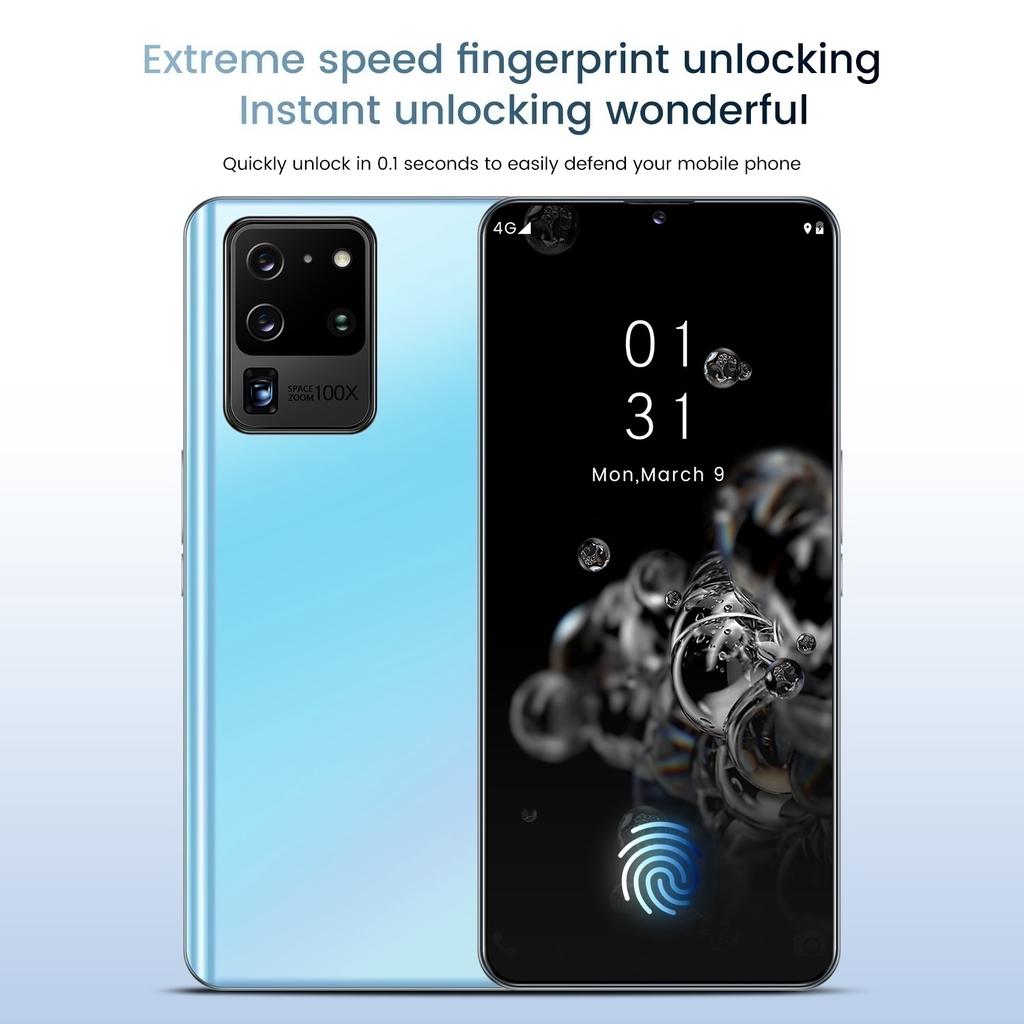 Extreme speed fingerprint unlocking
Instant unlocking wonderful
Quickly unlock in 0.1 seconds to easily defend your mobile phone
SPACE
ZOOM 100X
4G
01
31
Mon,March 9